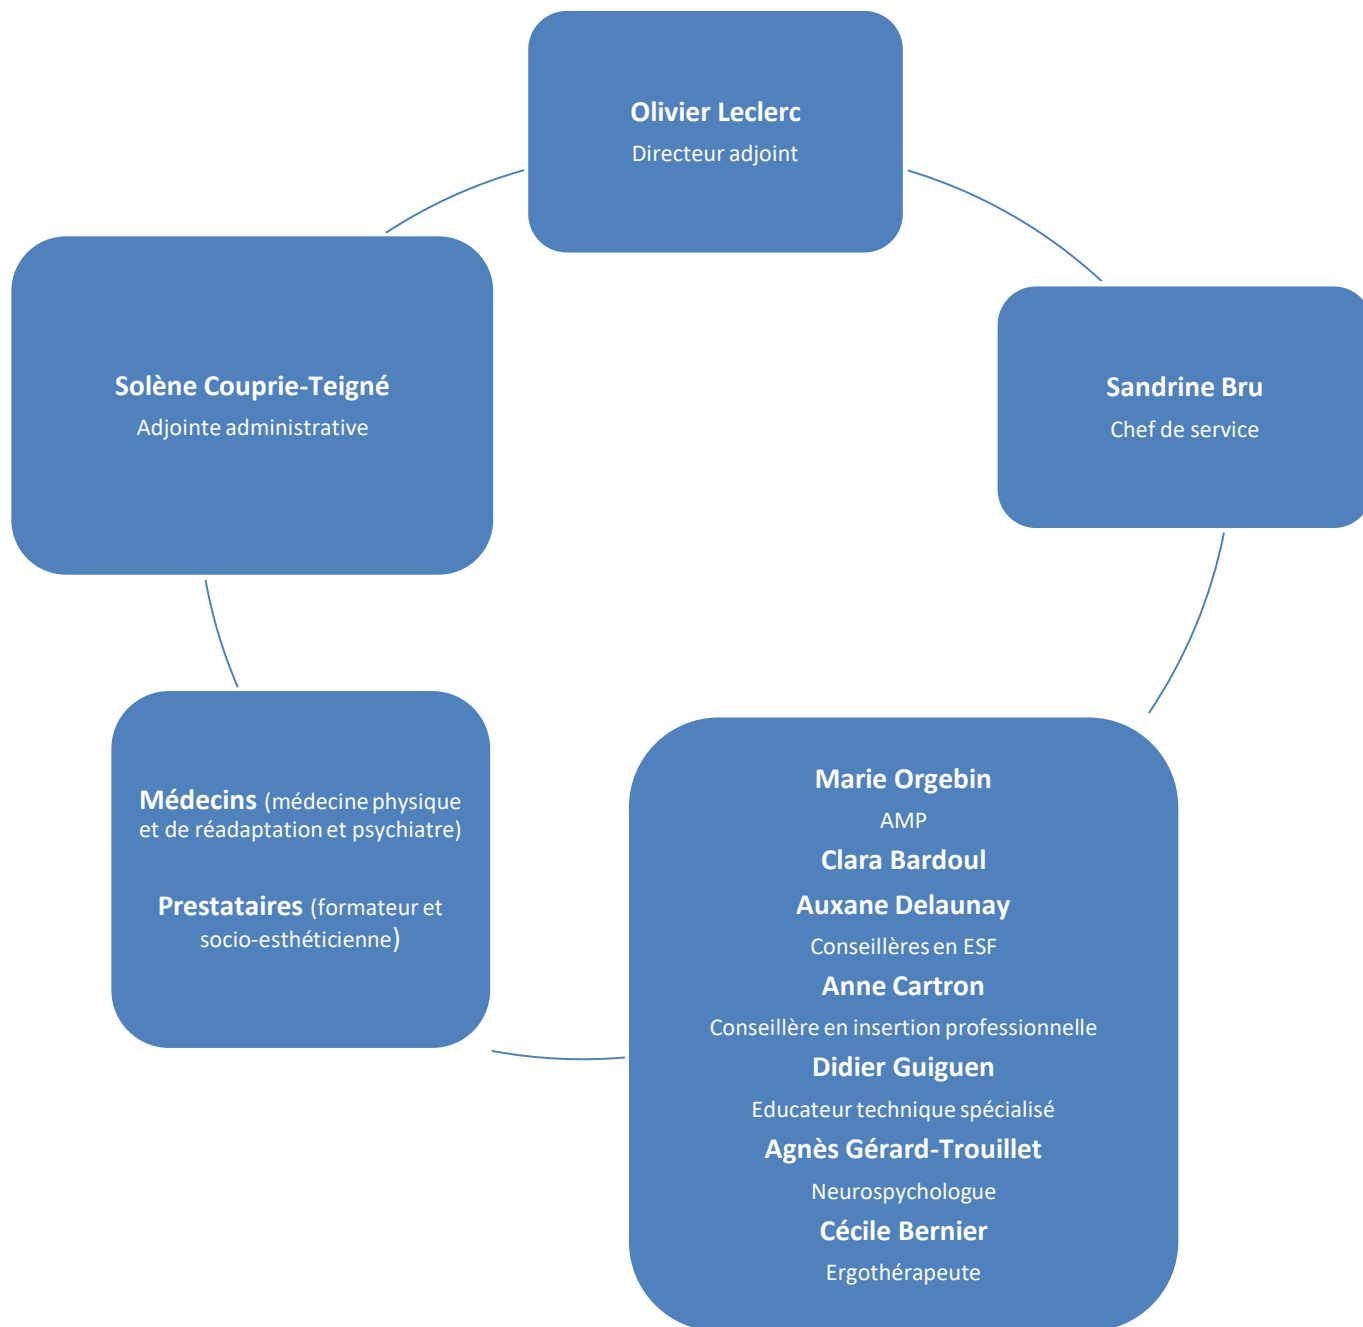 Olivier Leclerc
Directeur adjoint
Sandrine Bru
Chef de service
Marie Orgebin
AMP
Clara Bardoul
Auxane Delaunay
Conseillères en ESF
Anne Cartron
Conseillère en insertion professionnelle
Didier Guiguen
Educateur technique spécialisé
Agnès Gérard-Trouillet
Neurospychologue
Cécile Bernier
Ergothérapeute
Médecins (médecine physique
et de réadaptation et psychiatre)
Prestataires (formateur et
socio-esthéticienne)
Solène Couprie-Teigné
Adjointe administrative